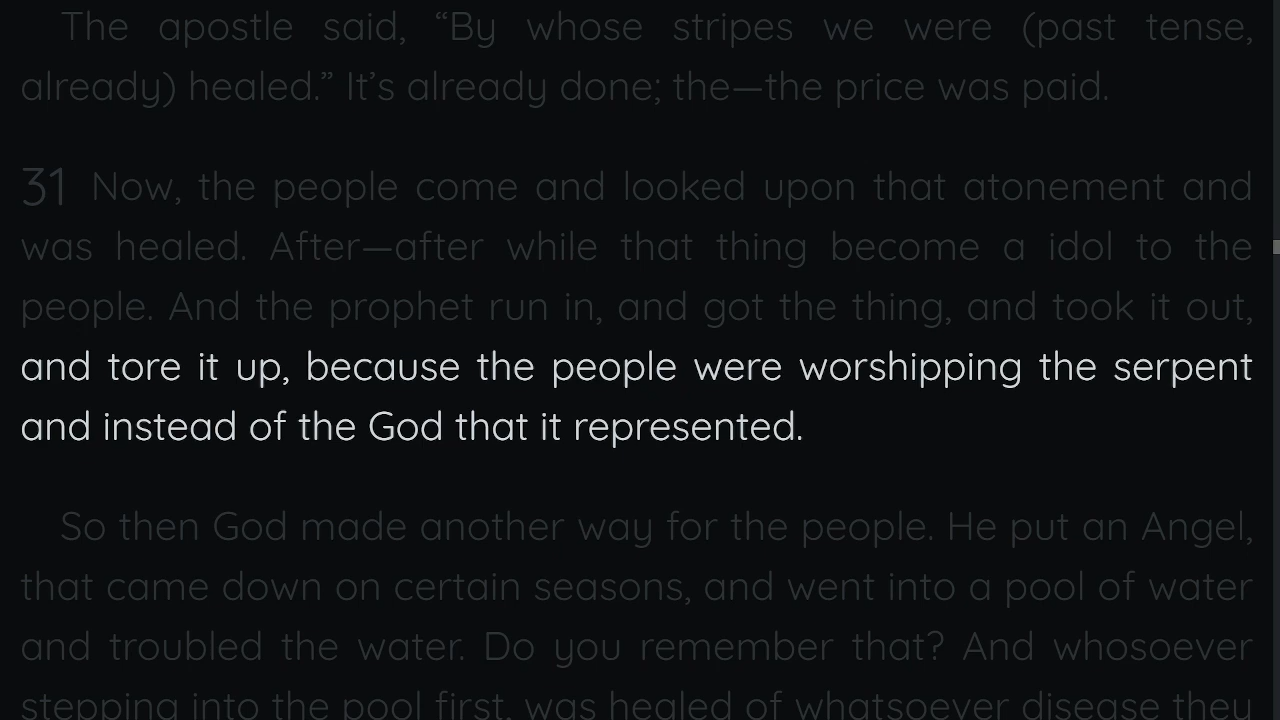 The apostle said, “By whose stripes we were (past tense,
already) healed.” It’s already done; the—the price was paid.
31 Now, the people come and looked upon that atonement and
was healed. After—after while that thing become a idol to the
people. And the prophet run in, and got the thing, and took it out,
and tore it up, because the people were worshipping the serpent
and instead of the God that it represented.
So then God made another way for the people. He put an Angel,
that came down on certain seasons, and went into a pool of water
and troubled the water. Do you remember that? And whosoever
stepping into the pool first, was healed of whatsoever disease they